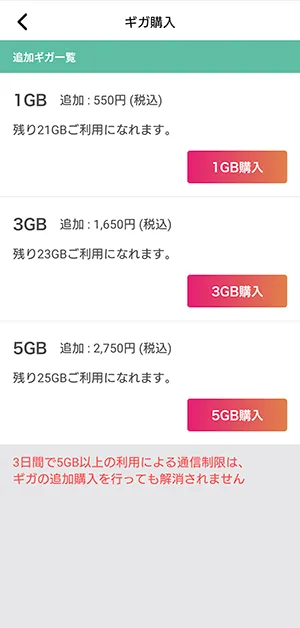 ギガ購入
追加ギガ一覧
1GB 追加 : 550円 (税込)
残り21GBご利用になれます。
1GB購入
3GB 追加 : 1,650円 (税込)
残り23GBご利用になれます。
3GB購入
5GB 追加 : 2,750円 (税込)
残り25GBご利用になれます。
5GB購入
3日間で5GB以上の利用による通信制限は、
ギガの追加購入を行っても解消されません